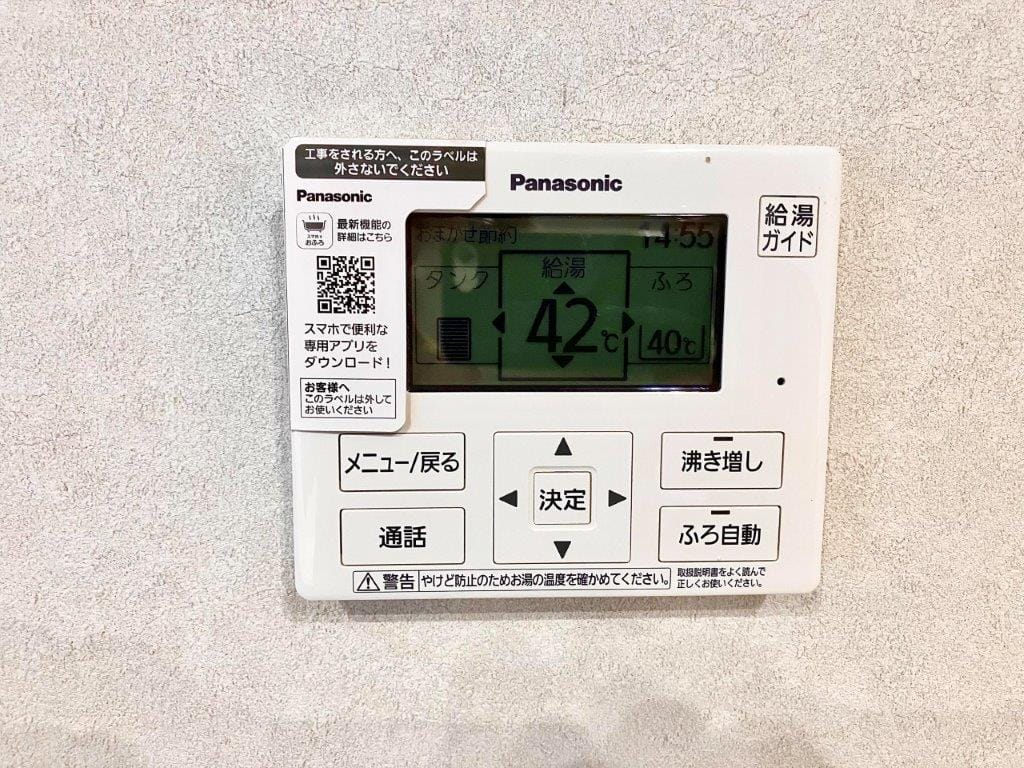 工事をされる方へ、このラベルは
外さないでください
Panasonic
スマホで
おふろ
最新機能の
詳細はこちら
スマホで便利な
専用アプリを
ダウンロード！
お客様へ
このラベルは外して
お使いください
Panasonic
給湯
ガイド
おまかせ節約 14:55
タンク
給湯
42℃
ふろ
40℃
メニュー/戻る
通話
決定
沸き増し
ふろ自動
警告 やけど防止のためお湯の温度を確かめてください。
取扱説明書をよく読んで
正しくお使いください。